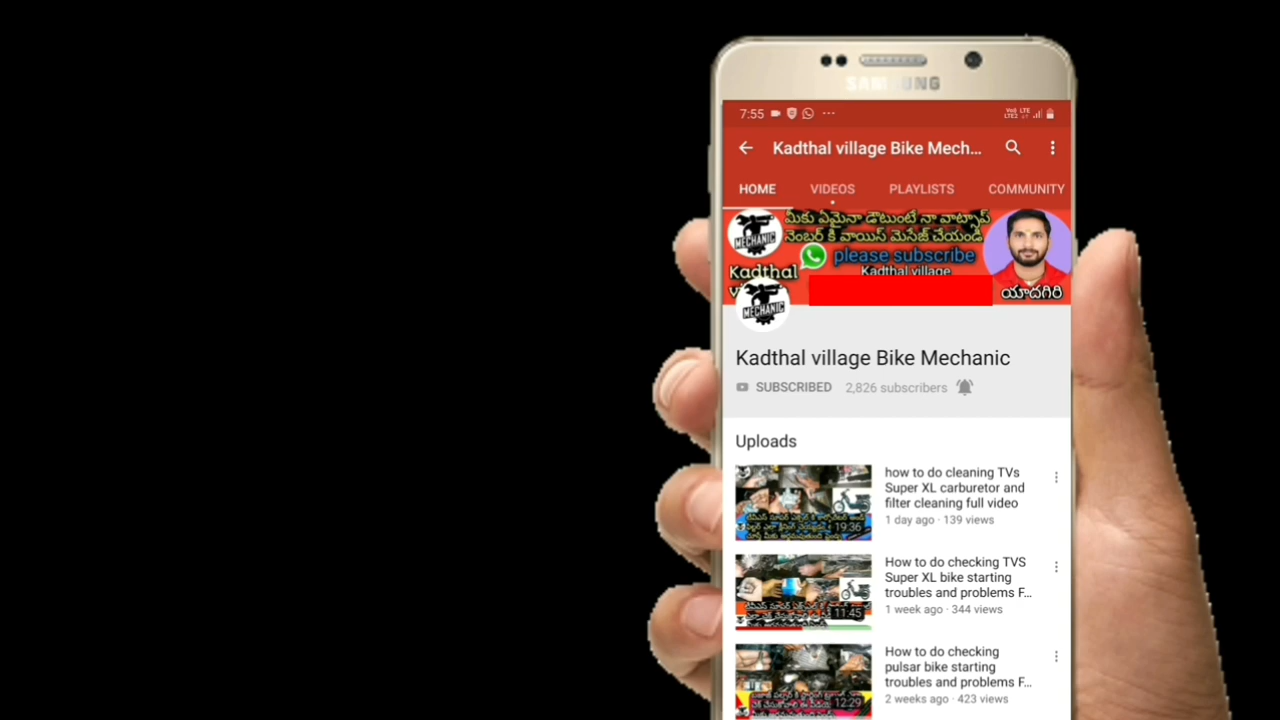 SAMSUNG
7:55
Kadthal village Bike Mech...
HOME VIDEOS PLAYLISTS COMMUNITY
MECHANIC
మీకు ఏమైనా డౌటుంటే నా వాట్సాప్
నెంబర్ కి వాయిస్ మెసేజ్ చేయండి
please subscribe
Kadthal
Kadthal village
యాదగిరి
MECHANIC
Kadthal village Bike Mechanic
SUBSCRIBED 2,826 subscribers
Uploads
how to do cleaning TVs
Super XL carburetor and
filter cleaning full video
1 day ago · 139 views
19:36
How to do checking TVS
Super XL bike starting
troubles and problems F...
1 week ago · 344 views
11:45
How to do checking
pulsar bike starting
troubles and problems F...
2 weeks ago · 423 views
12:29